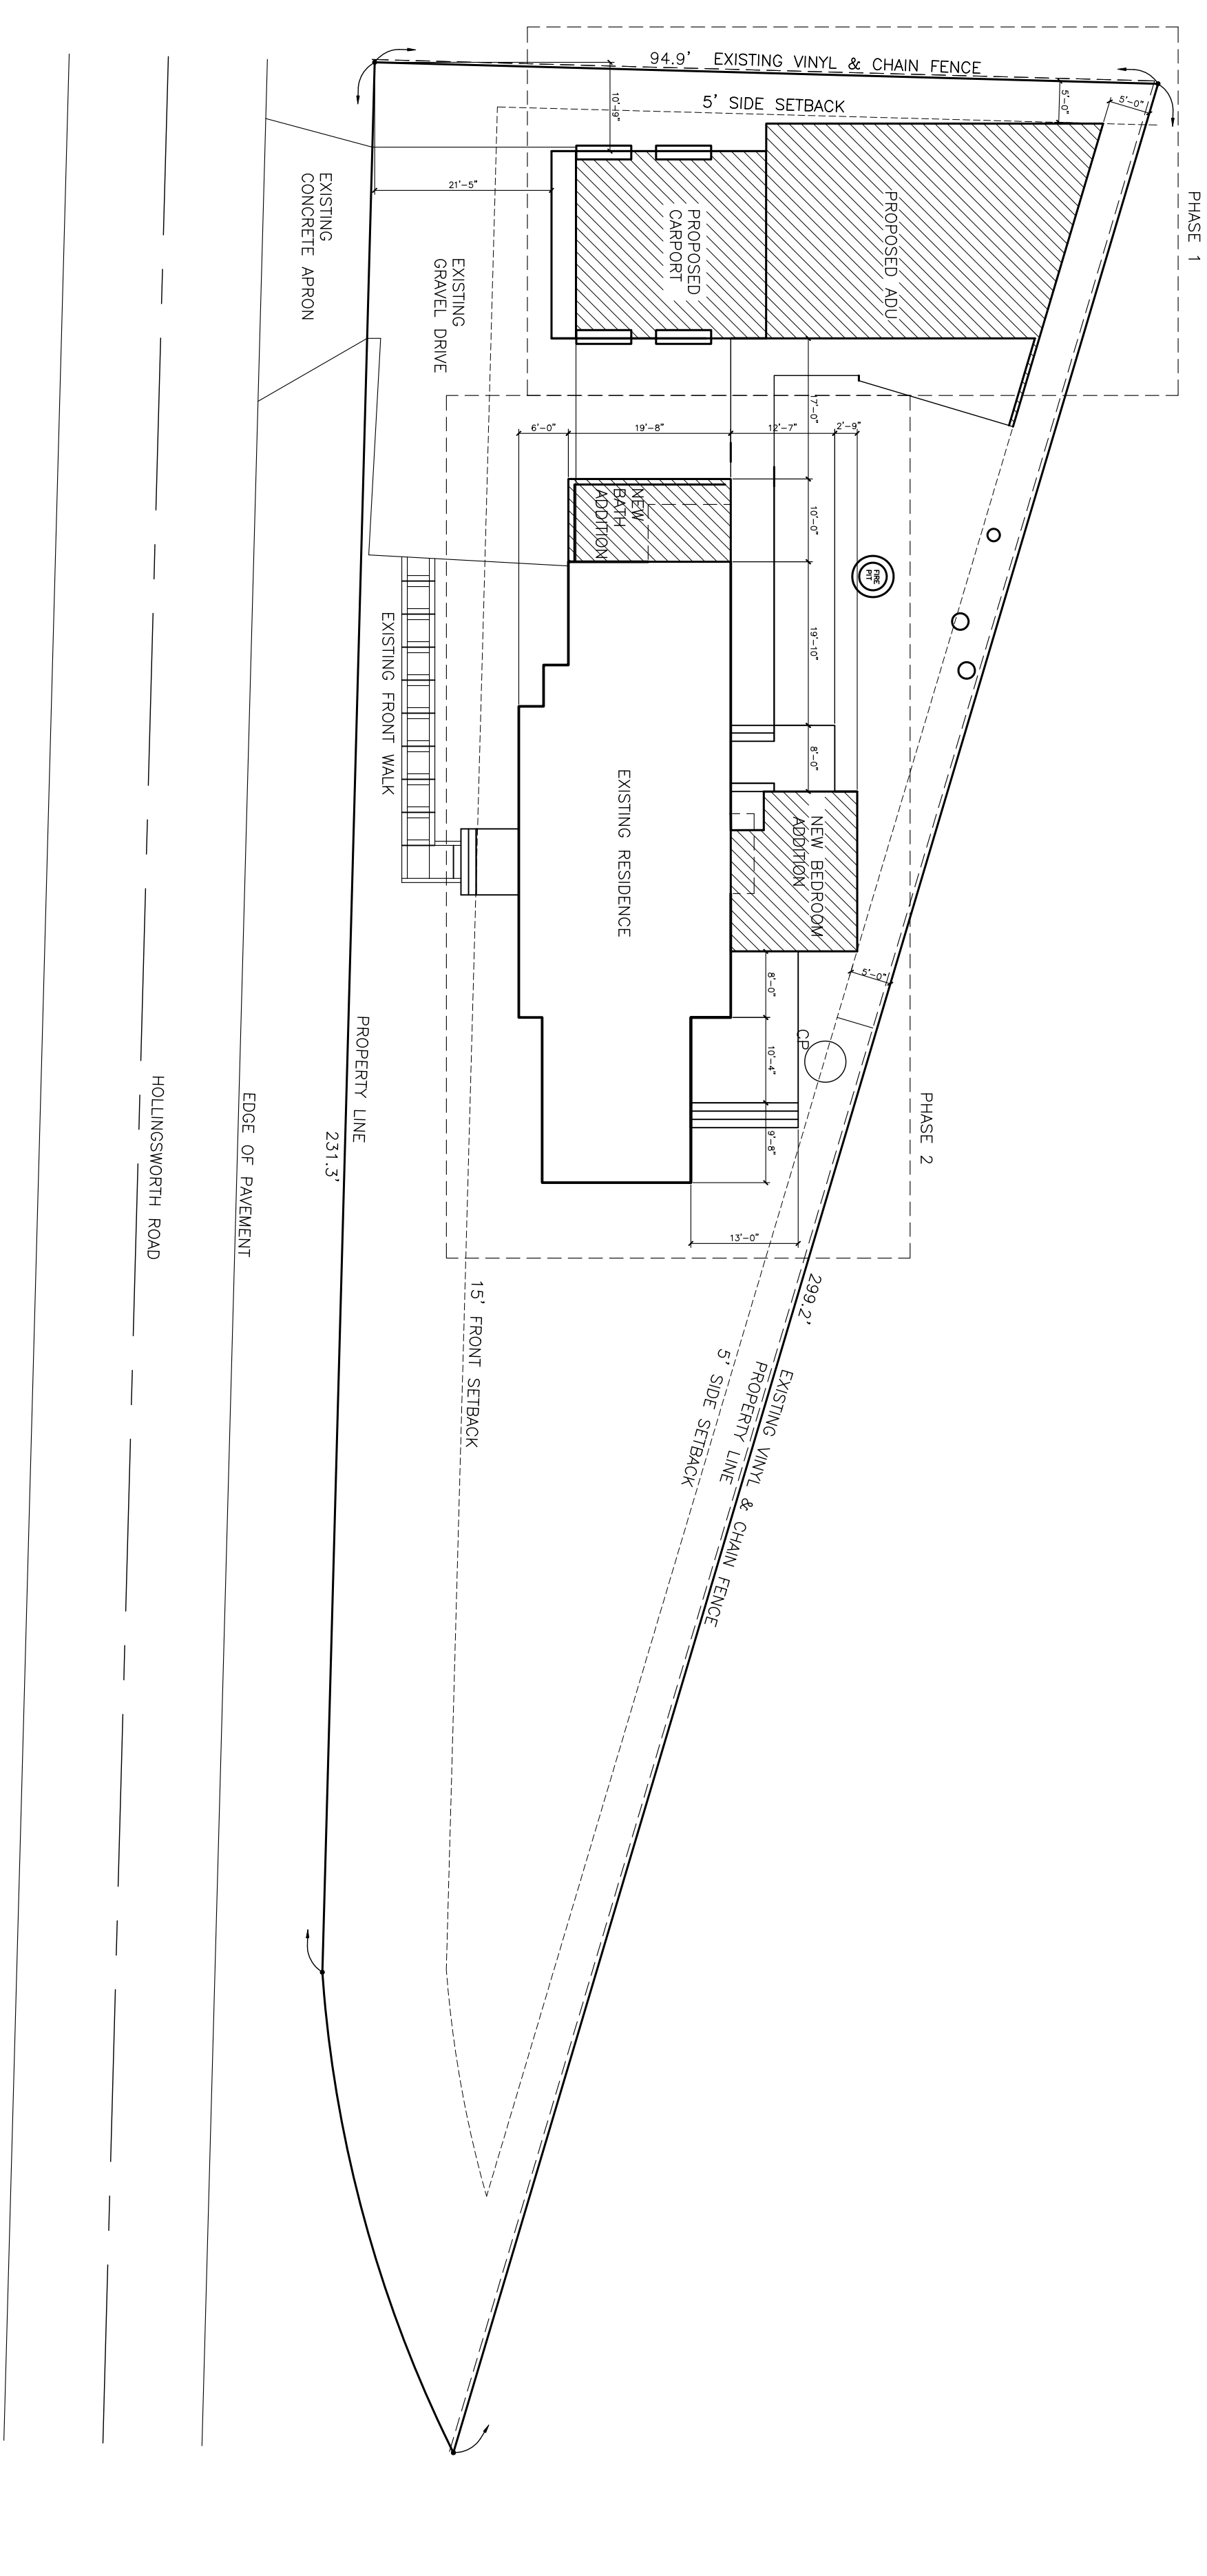 PHASE 1
94.9' EXISTING VINYL & CHAIN FENCE
5' SIDE SETBACK
5'-0"
5'-0"
10'-9"
21'-5"
PROPOSED ADU
PROPOSED
CARPORT
EXISTING
CONCRETE APRON
EXISTING
GRAVEL DRIVE
17'-0"
6'-0"
19'-8"
12'-7"
2'-9"
NEW
BATH
ADDITION
10'-0"
FIRE
PIT
19'-10"
EXISTING FRONT WALK
8'-0"
EXISTING RESIDENCE
NEW BEDROOM
ADDITION
5'-0"
8'-0"
CP
10'-4"
9'-8"
PHASE 2
13'-0"
PROPERTY LINE
231.3'
EDGE OF PAVEMENT
HOLLINGSWORTH ROAD
15' FRONT SETBACK
299.2'
EXISTING VINYL & CHAIN FENCE
PROPERTY LINE
5' SIDE SETBACK